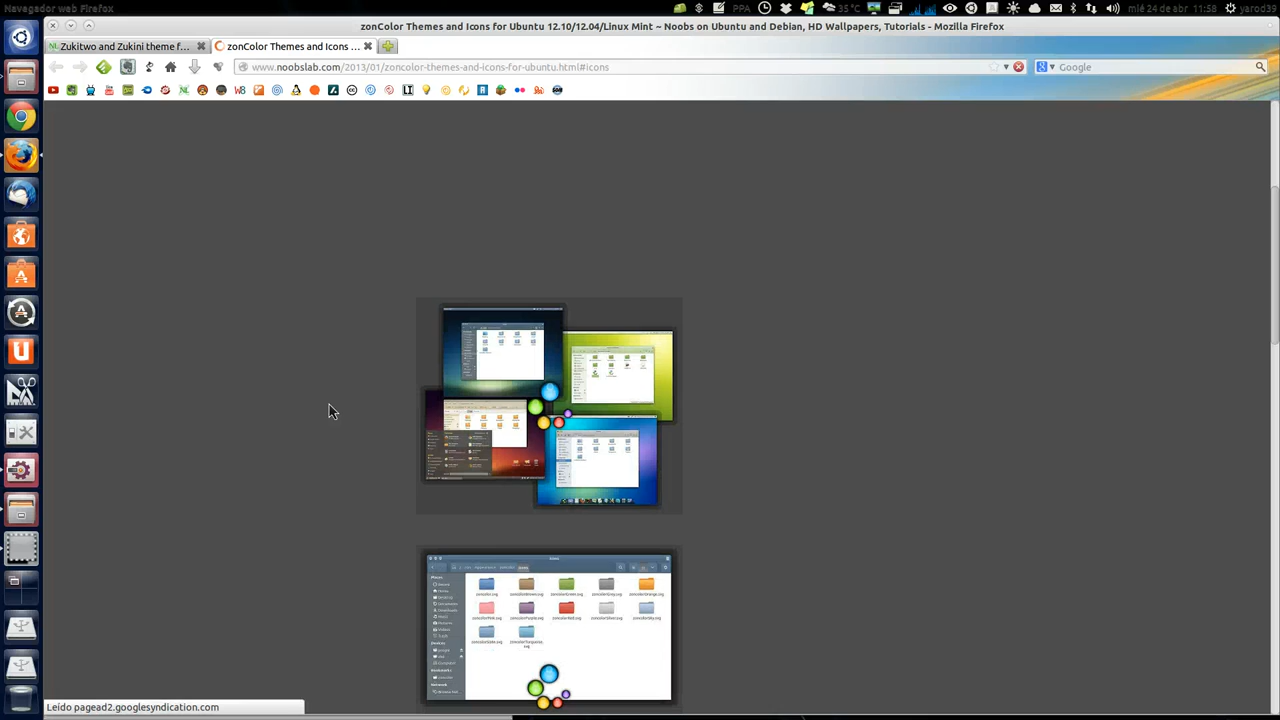 Navegador web Firefox
PPA
35°C
mié 24 de abr
11:58
yarod39
zonColor Themes and Icons for Ubuntu 12.10/12.04/Linux Mint ~ Noobs on Ubuntu and Debian, HD Wallpapers, Tutorials - Mozilla Firefox
Zukitwo and Zukini theme f...
zonColor Themes and Icons ...
www.noobslab.com/2013/01/zoncolor-themes-and-icons-for-ubuntu.html#icons
Google
Leído pagead2.googlesyndication.com